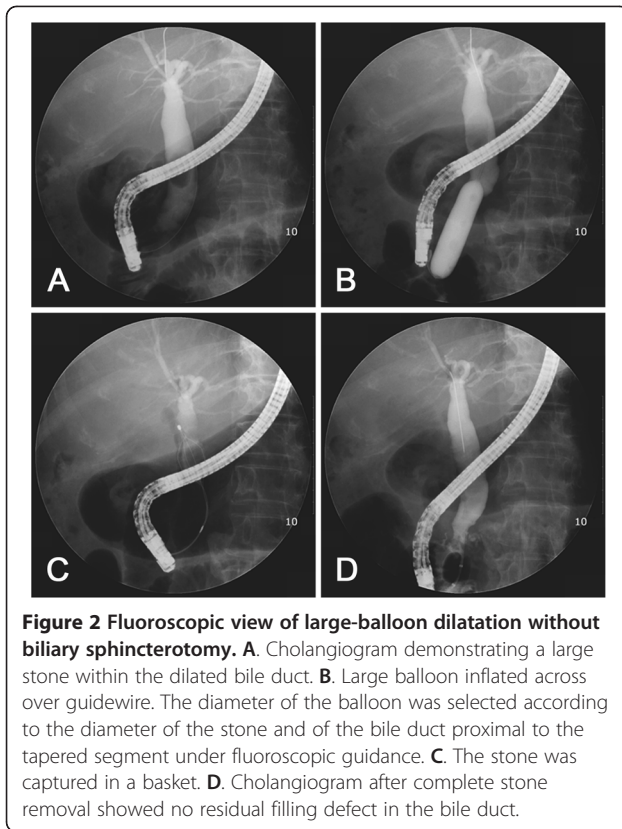 10
A
10
B
10
C
10
D
Figure 2 Fluoroscopic view of large-balloon dilatation without
biliary sphincterotomy. A. Cholangiogram demonstrating a large
stone within the dilated bile duct. B. Large balloon inflated across
over guidewire. The diameter of the balloon was selected according
to the diameter of the stone and of the bile duct proximal to the
tapered segment under fluoroscopic guidance. C. The stone was
captured in a basket. D. Cholangiogram after complete stone
removal showed no residual filling defect in the bile duct.